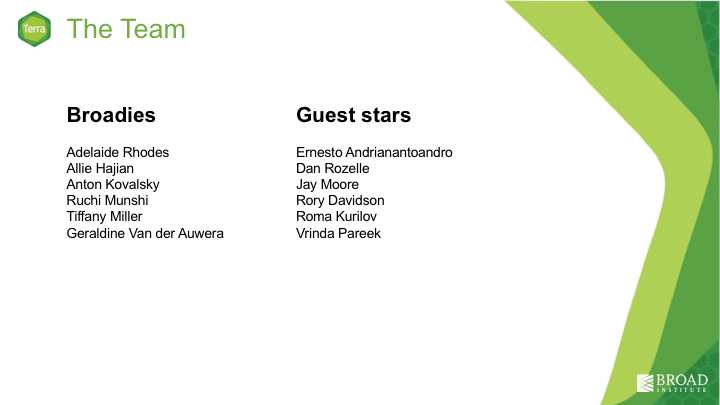 Terra
The Team
Broadies
Adelaide Rhodes
Allie Hajian
Anton Kovalsky
Ruchi Munshi
Tiffany Miller
Geraldine Van der Auwera
Guest stars
Ernesto Andrianantoandro
Dan Rozelle
Jay Moore
Rory Davidson
Roma Kurilov
Vrinda Pareek
BROAD
INSTITUTE